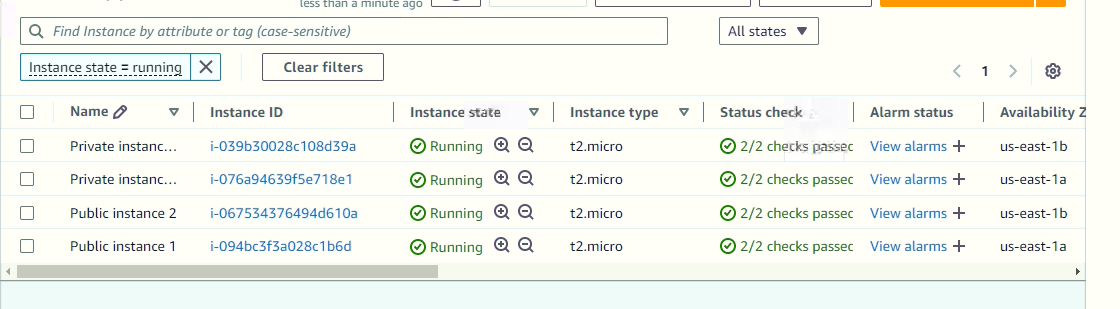 less than a minute ago
Find Instance by attribute or tag (case-sensitive)
All states
Instance state = running
Clear filters
1
Name Instance ID Instance state Instance type Status check Alarm status Availability Z
Private instanc... i-039b30028c108d39a Running t2.micro 2/2 checks passec View alarms + us-east-1b
Private instanc... i-076a94639f5e718e1 Running t2.micro 2/2 checks passec View alarms + us-east-1a
Public instance 2 i-067534376494d610a Running t2.micro 2/2 checks passec View alarms + us-east-1b
Public instance 1 i-094bc3f3a028c1b6d Running t2.micro 2/2 checks passec View alarms + us-east-1a